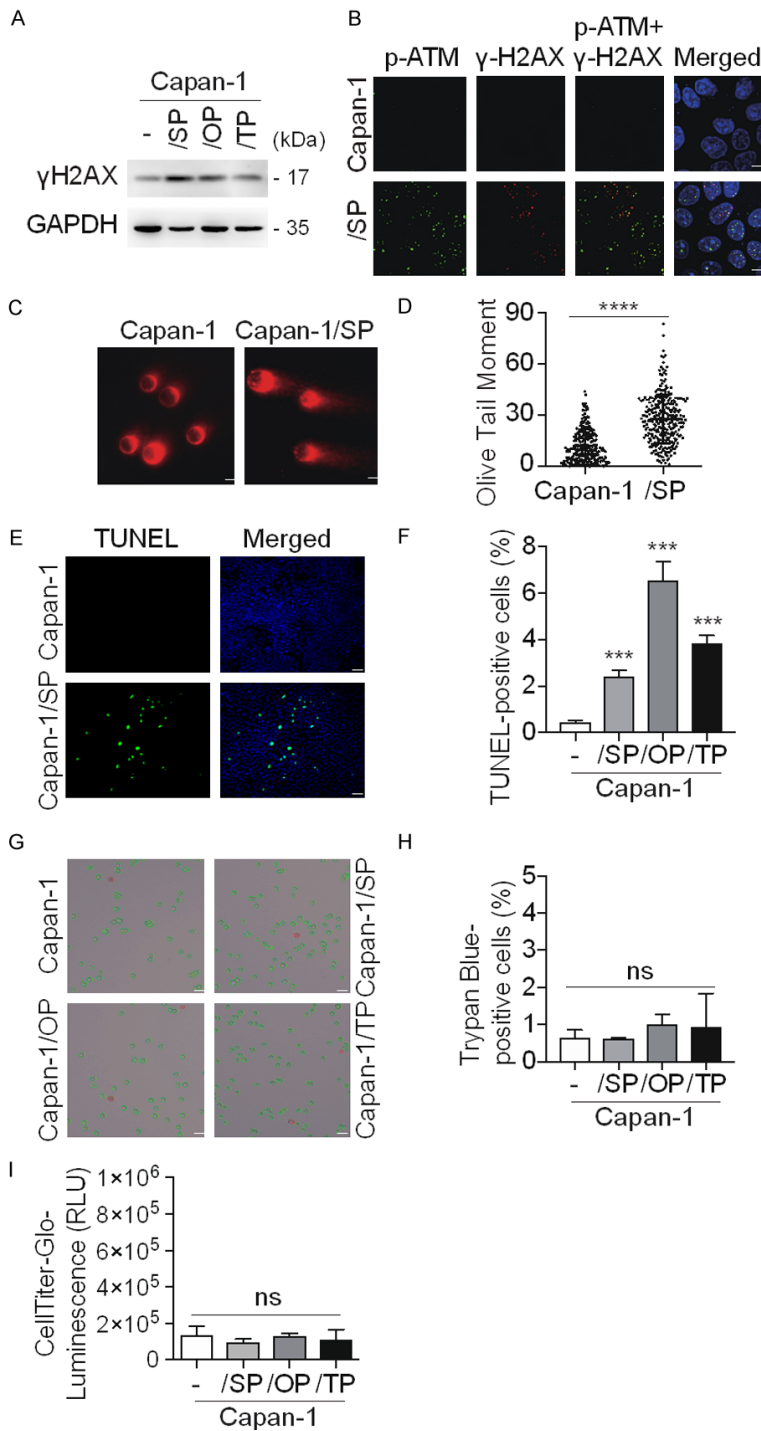 A
Capan-1
- /SP /OP /TP (kDa)
γH2AX - 17
GAPDH - 35
B
p-ATM γ-H2AX p-ATM+ γ-H2AX Merged
Capan-1
/SP
C
Capan-1 Capan-1/SP
D
****
Olive Tail Moment
90
60
30
0
Capan-1 /SP
E
TUNEL Merged
Capan-1
Capan-1/SP
F
TUNEL-positive cells (%)
8
6
4
2
0
*** *** ***
- /SP /OP /TP
Capan-1
G
Capan-1 Capan-1/SP
Capan-1/OP Capan-1/TP
H
Trypan Blue-
positive cells (%)
5
4
3
2
1
0
ns
- /SP /OP /TP
Capan-1
I
CellTiter-Glo-
Luminescence (RLU)
1×10⁶
8×10⁵
6×10⁵
4×10⁵
2×10⁵
0
ns
- /SP /OP /TP
Capan-1